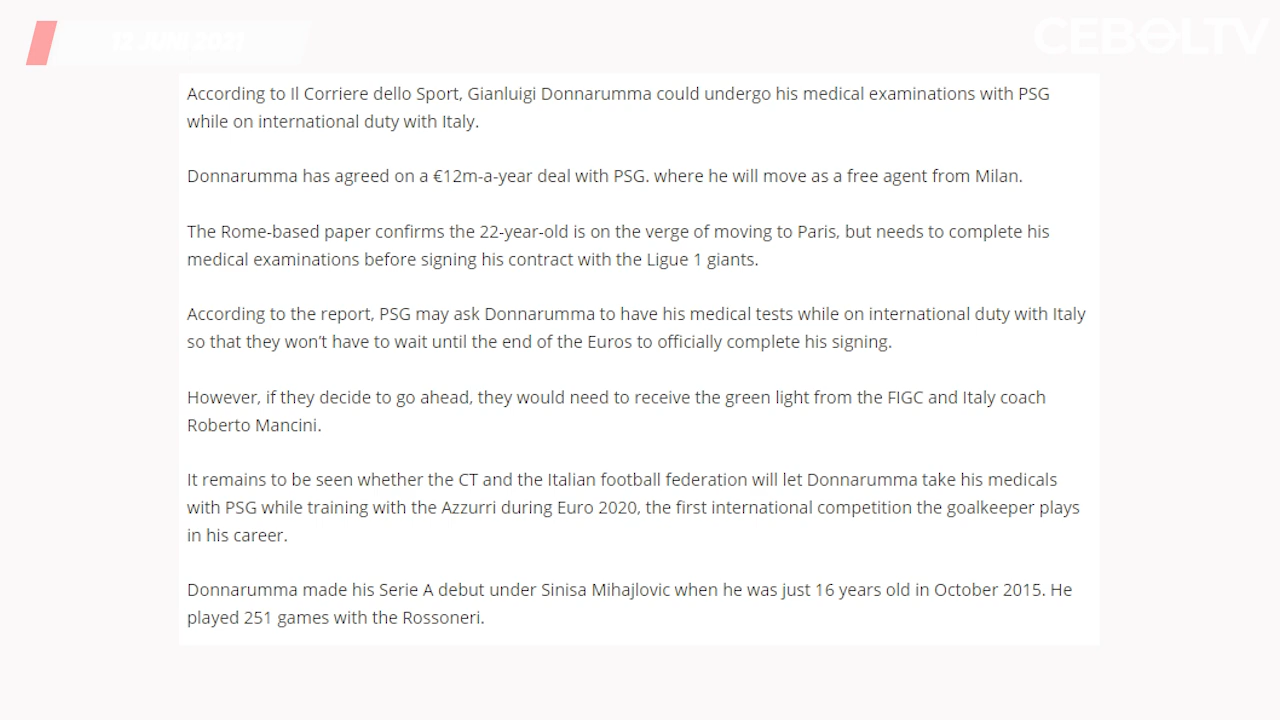 12 JUNI 2021
CEBOLTV
According to Il Corriere dello Sport, Gianluigi Donnarumma could undergo his medical examinations with PSG
while on international duty with Italy.
Donnarumma has agreed on a €12m-a-year deal with PSG. where he will move as a free agent from Milan.
The Rome-based paper confirms the 22-year-old is on the verge of moving to Paris, but needs to complete his
medical examinations before signing his contract with the Ligue 1 giants.
According to the report, PSG may ask Donnarumma to have his medical tests while on international duty with Italy
so that they won’t have to wait until the end of the Euros to officially complete his signing.
However, if they decide to go ahead, they would need to receive the green light from the FIGC and Italy coach
Roberto Mancini.
It remains to be seen whether the CT and the Italian football federation will let Donnarumma take his medicals
with PSG while training with the Azzurri during Euro 2020, the first international competition the goalkeeper plays
in his career.
Donnarumma made his Serie A debut under Sinisa Mihajlovic when he was just 16 years old in October 2015. He
played 251 games with the Rossoneri.